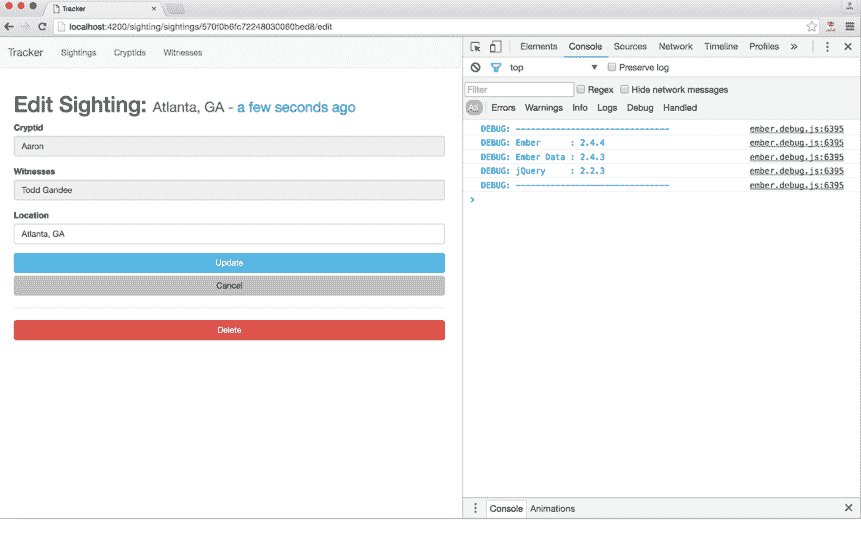 Tracker
localhost:4200/sighting/sightings/570f0b6fc72248030060bed8/edit
Tracker Sightings Cryptids Witnesses
Edit Sighting: Atlanta, GA - a few seconds ago
Cryptid
Aaron
Witnesses
Todd Gandee
Location
Atlanta, GA
Update
Cancel
Delete
Elements Console Sources Network Timeline Profiles »
top Preserve log
Filter Regex Hide network messages
All Errors Warnings Info Logs Debug Handled
DEBUG: ------------------------------- ember.debug.js:6395
DEBUG: Ember : 2.4.4 ember.debug.js:6395
DEBUG: Ember Data : 2.4.3 ember.debug.js:6395
DEBUG: jQuery : 2.2.3 ember.debug.js:6395
DEBUG: ------------------------------- ember.debug.js:6395
Console Animations